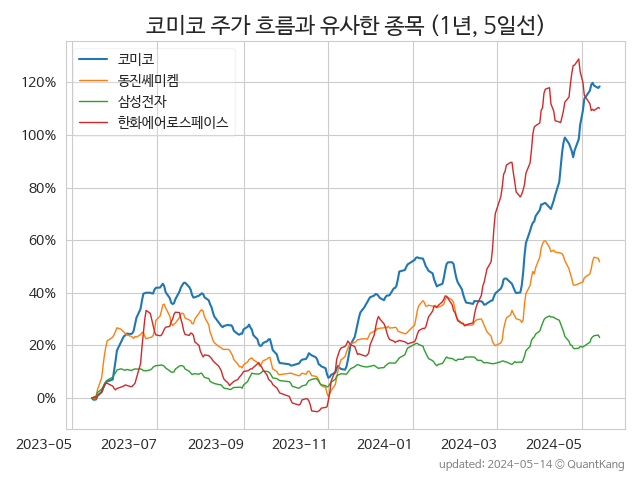 코미코 주가 흐름과 유사한 종목 (1년, 5일선)
코미코
동진쎄미켐
삼성전자
한화에어로스페이스
120%
100%
80%
60%
40%
20%
0%
2023-05 2023-07 2023-09 2023-11 2024-01 2024-03 2024-05
updated: 2024-05-14 ⓒ QuantKang